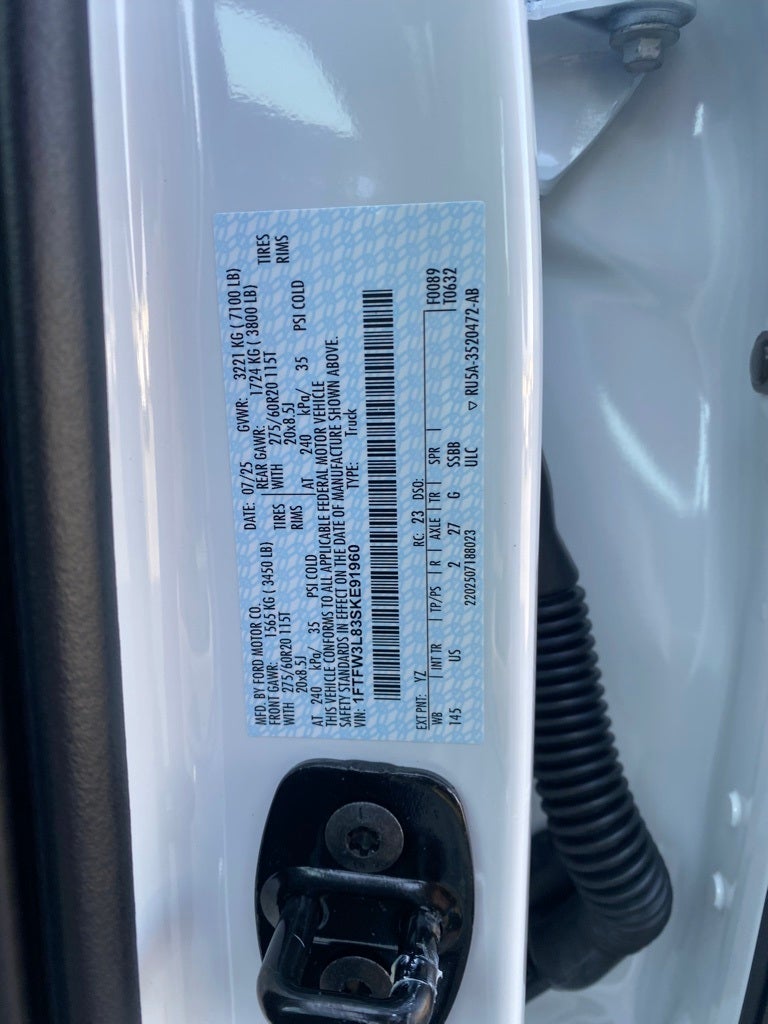 MFD. BY FORD MOTOR CO. DATE: 07/25 GVWR: 3221 KG ( 7100 LB)
FRONT GAWR: 1565 KG ( 3450 LB) REAR GAWR: 1724 KG ( 3800 LB)
WITH 275/60R20 115T TIRES WITH 275/60R20 115T TIRES
20x8.5J RIMS 20x8.5J RIMS
AT 240 kPa/ 35 PSI COLD AT 240 kPa/ 35 PSI COLD
THIS VEHICLE CONFORMS TO ALL APPLICABLE FEDERAL MOTOR VEHICLE
SAFETY STANDARDS IN EFFECT ON THE DATE OF MANUFACTURE SHOWN ABOVE.
VIN: 1FTFW3L83SKE91960 TYPE: Truck
EXT PNT: YZ RC: 23 DSO: F0089
WB INT TR TP/PS R AXLE TR SPR T0632
145 US 2 27 G SSBB
2202507188023 ULC ▽ RU5A-3520472-AB